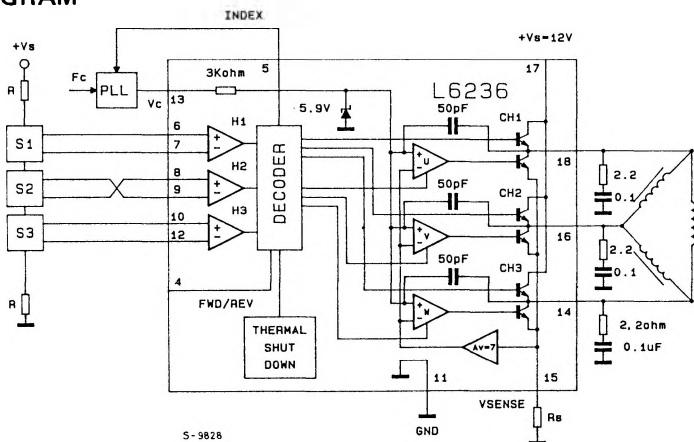 GRAM
INDEX
+Vs
+Vs=12V
R
Fc
PLL
Vc
13
3Kohm
5
17
L6236
5.9V
50pF
CH1
S1
6
7
H1
+
-
U
+
-
18
2.2
0.1
S2
8
9
H2
+
-
DECODER
50pF
CH2
V
+
-
16
2.2
0.1
S3
10
12
H3
+
-
50pF
CH3
W
+
-
14
2,2ohm
0.1uF
4
FWD/REV
R
THERMAL
SHUT
DOWN
Av=7
11
15
VSENSE
GND
Rs
S-9828